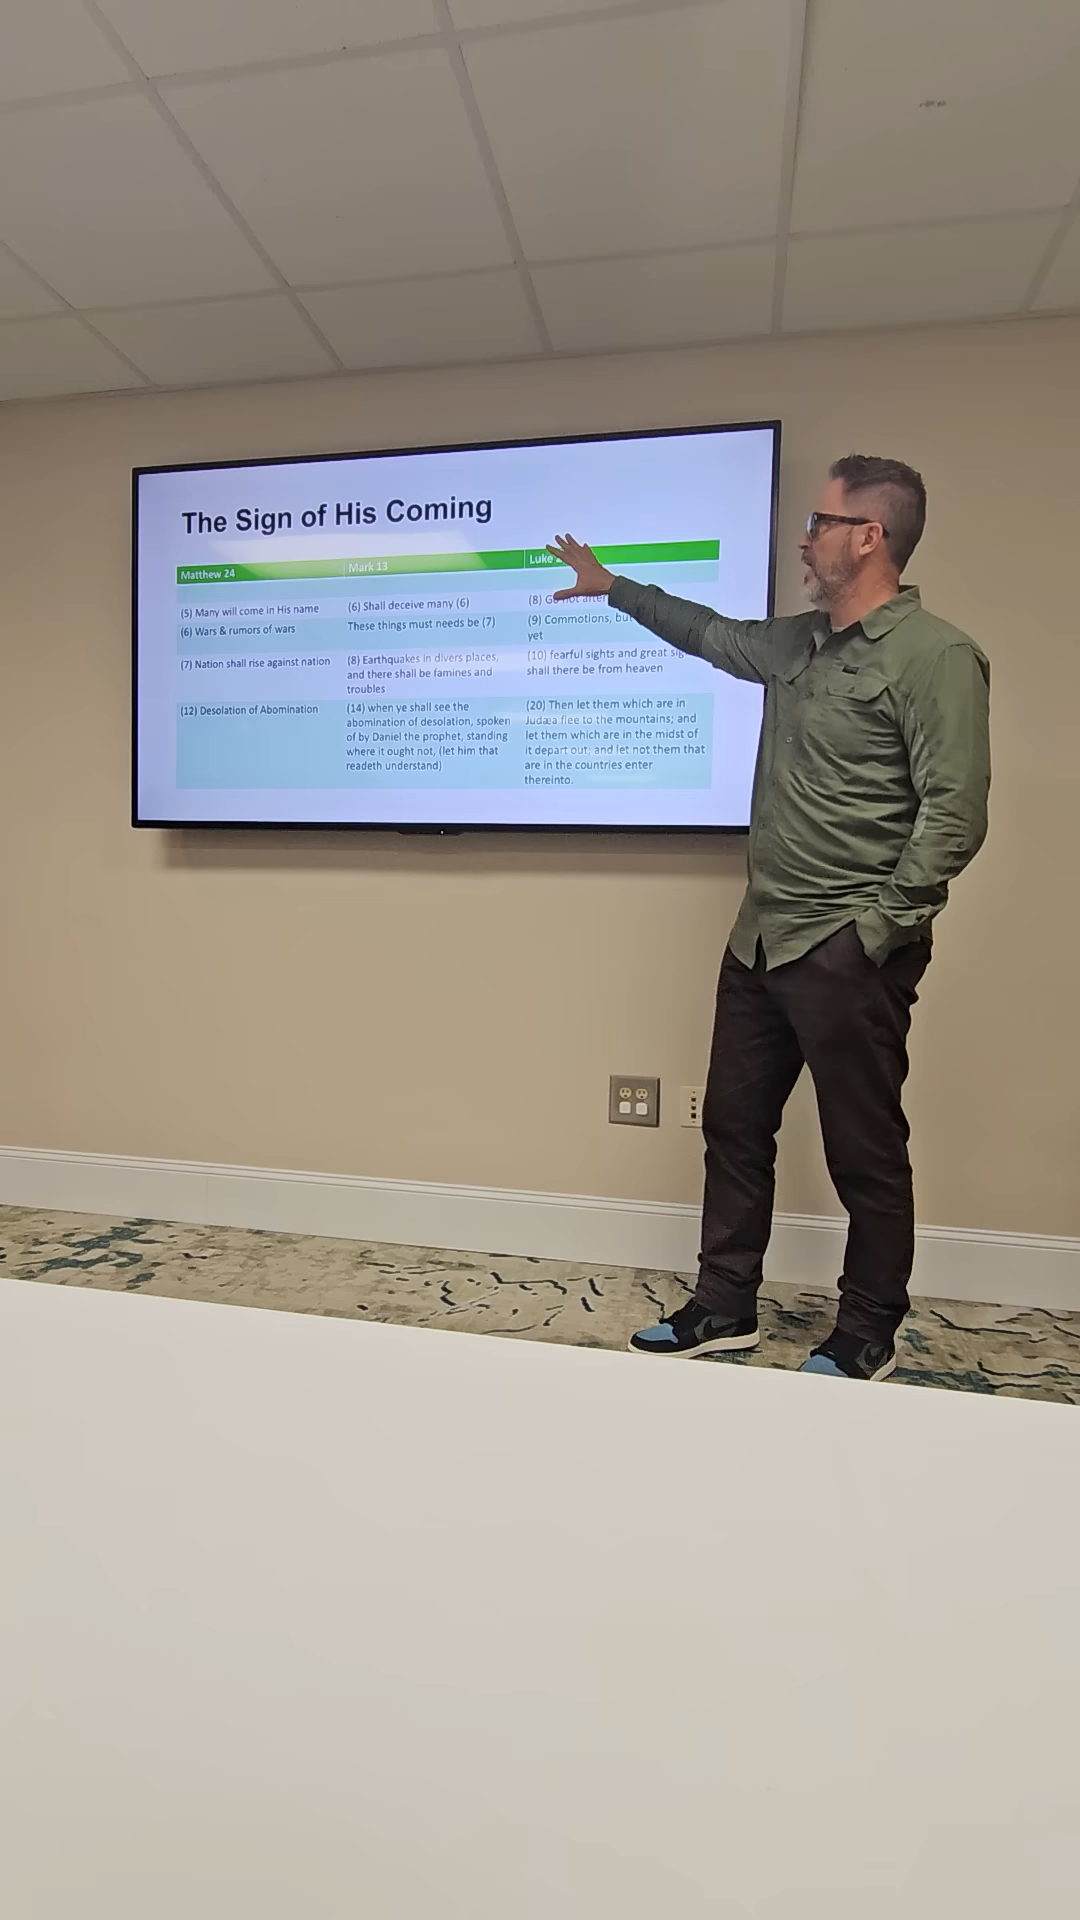 The Sign of His Coming
Matthew 24
Mark 13
Luke
(5) Many will come in His name
(6) Shall deceive many (6)
(8) Go not after
(6) Wars & rumors of wars
These things must needs be (7)
(9) Commotions, but
yet
(7) Nation shall rise against nation
(8) Earthquakes in divers places,
and there shall be famines and
troubles
(10) fearful sights and great
shall there be from heaven
(12) Desolation of Abomination
(14) when ye shall see the
abomination of desolation, spoken
of by Daniel the prophet, standing
where it ought not, (let him that
readeth understand)
(20) Then let them which are in
Judæa flee to the mountains; and
let them which are in the midst of
it depart out; and let not them that
are in the countries enter
thereinto.